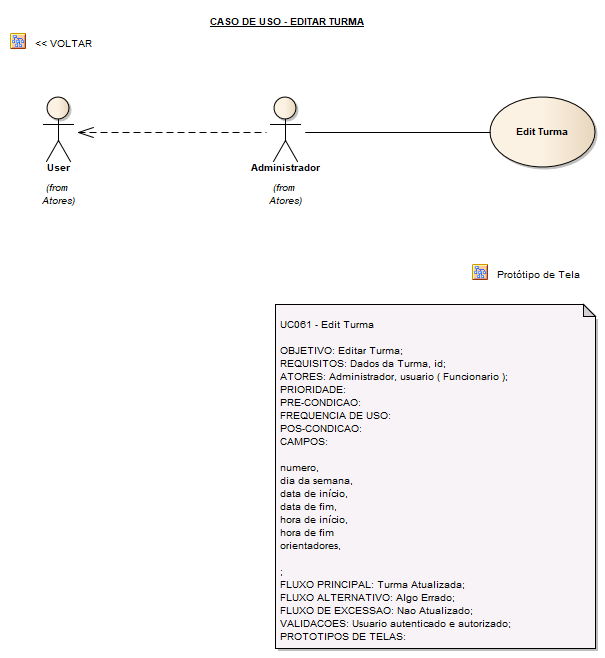 CASO DE USO - EDITAR TURMA
<< VOLTAR
Edit Turma
User
Administrador
(from
Atores)
(from
Atores)
Protótipo de Tela
UC061 - Edit Turma
OBJETIVO: Editar Turma;
REQUISITOS: Dados da Turma, id;
ATORES: Administrador, usuario ( Funcionario );
PRIORIDADE:
PRE-CONDICAO:
FREQUENCIA DE USO:
POS-CONDICAO:
CAMPOS:
numero,
dia da semana,
data de início,
data de fim,
hora de início,
hora de fim
orientadores,
;
FLUXO PRINCIPAL: Turma Atualizada;
FLUXO ALTERNATIVO: Algo Errado;
FLUXO DE EXCESSAO: Nao Atualizado;
VALIDACOES: Usuario autenticado e autorizado;
PROTOTIPOS DE TELAS: